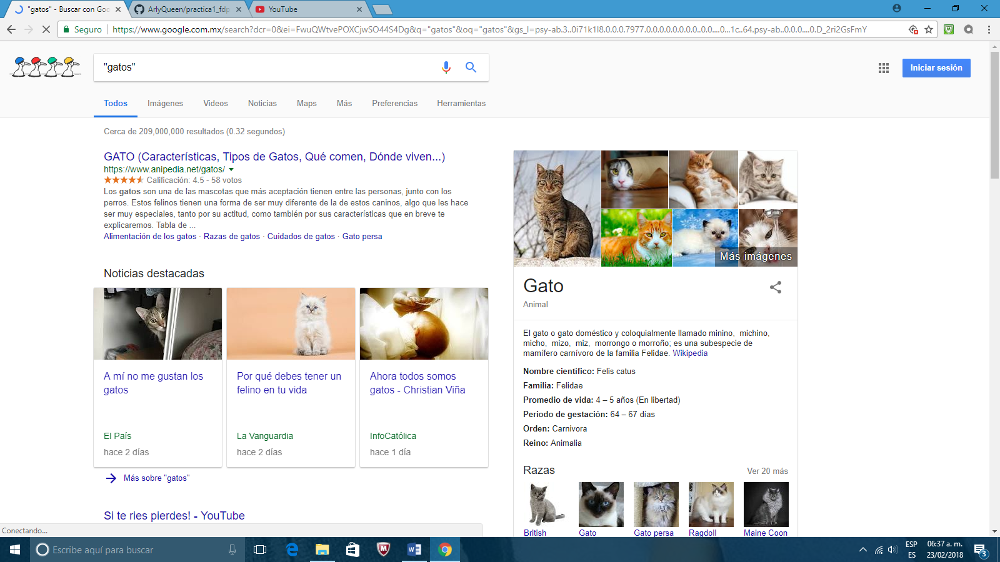 "gatos" - Buscar con Goo
ArlyQueen/practica1_fdp
YouTube
Seguro
https://www.google.com.mx/search?dcr=0&ei=FwuQWtvePOXCjwSO44S4Dg&q="gatos"&oq="gatos"&gs_l=psy-ab.3..0i71k1l8.0.0.0.7977.0.0.0.0.0.0.0.0..0.0....0...1c..64.psy-ab..0.0.0....0.D_2ri2GsFmY
"gatos"
Iniciar sesión
Todos
Imágenes
Videos
Noticias
Maps
Más
Preferencias
Herramientas
Cerca de 209,000,000 resultados (0.32 segundos)
GATO (Características, Tipos de Gatos, Qué comen, Dónde viven...)
https://www.anipedia.net/gatos/
Calificación: 4.5 - 58 votos
Los gatos son una de las mascotas que más aceptación tienen entre las personas, junto con los
perros. Estos felinos tienen una forma de ser muy diferente de la de estos caninos, algo que les hace
ser muy especiales, tanto por su actitud, como también por sus características que en breve te
explicaremos. Tabla de ...
Alimentación de los gatos · Razas de gatos · Cuidados de gatos · Gato persa
Noticias destacadas
A mí no me gustan los
gatos
El País
hace 2 días
Por qué debes tener un
felino en tu vida
La Vanguardia
hace 2 días
Ahora todos somos
gatos - Christian Viña
InfoCatólica
hace 1 día
Más sobre "gatos"
Si te ries pierdes! - YouTube
Conectando...
Más imágenes
Gato
Animal
El gato o gato doméstico y coloquialmente llamado minino, michino,
micho, mizo, miz, morrongo o morroño; es una subespecie de
mamífero carnívoro de la familia Felidae. Wikipedia
Nombre científico: Felis catus
Familia: Felidae
Promedio de vida: 4 – 5 años (En libertad)
Periodo de gestación: 64 – 67 días
Orden: Carnivora
Reino: Animalia
Razas
Ver 20 más
British
Gato
Gato persa
Ragdoll
Maine Coon
Escribe aquí para buscar
ESP
ES
06:37 a. m.
23/02/2018
3